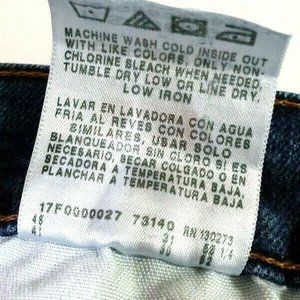 MACHINE WASH COLD INSIDE OUT
WITH LIKE COLORS, ONLY NON-
CHLORINE BLEACH WHEN NEEDED.
TUMBLE DRY LOW OR LINE DRY.
LOW IRON
LAVAR EN LAVADORA CON AGUA
FRIA AL REVES CON COLORES
SIMILARES. USAR SOLO
BLANQUEADOR SIN CLORO SI ES
NECESARIO. SECAR COLGADO O EN
SECADORA A TEMPERATURA BAJA
PLANCHAR A TEMPERATURA BAJA
17F0000027 73140 RN 130273